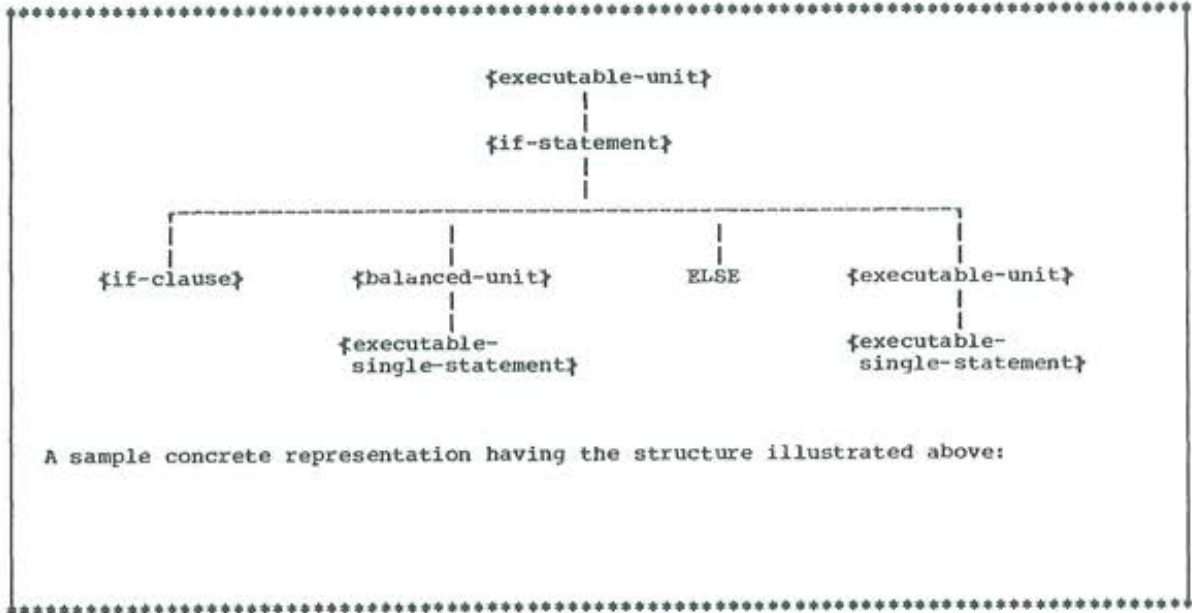 ⟊executable-unit⟋
⟊if-statement⟋
⟊if-clause⟋ ⟊balanced-unit⟋ ELSE ⟊executable-unit⟋
⟊executable- ⟊executable-
single-statement⟋ single-statement⟋
A sample concrete representation having the structure illustrated above: